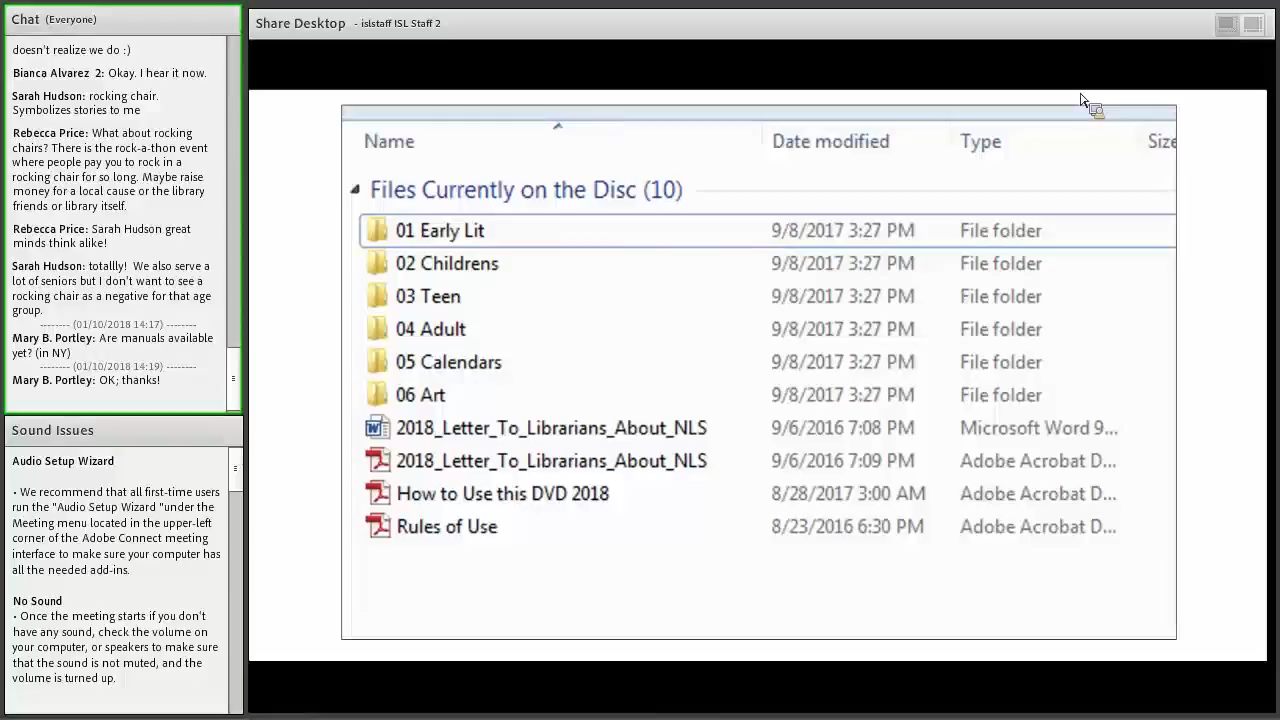 Chat (Everyone)
doesn't realize we do :)
Bianca Alvarez 2: Okay. I hear it now.
Sarah Hudson: rocking chair.
Symbolizes stories to me
Rebecca Price: What about rocking
chairs? There is the rock-a-thon event
where people pay you to rock in a
rocking chair for so long. Maybe raise
money for a local cause or the library
friends or library itself.
Rebecca Price: Sarah Hudson great
minds think alike!
Sarah Hudson: totallly! We also serve a
lot of seniors but I don't want to see a
rocking chair as a negative for that age
group.
-------- (01/10/2018 14:17) --------
Mary B. Portley: Are manuals available
yet? (in NY)
-------- (01/10/2018 14:19) --------
Mary B. Portley: OK; thanks!
Sound Issues
Audio Setup Wizard
• We recommend that all first-time users
run the "Audio Setup Wizard "under the
Meeting menu located in the upper-left
corner of the Adobe Connect meeting
interface to make sure your computer has
all the needed add-ins.
No Sound
• Once the meeting starts if you don't
have any sound, check the volume on
your computer, or speakers to make sure
that the sound is not muted, and the
volume is turned up.
Share Desktop - islstaff ISL Staff 2
Name Date modified Type Size
Files Currently on the Disc (10)
01 Early Lit 9/8/2017 3:27 PM File folder
02 Childrens 9/8/2017 3:27 PM File folder
03 Teen 9/8/2017 3:27 PM File folder
04 Adult 9/8/2017 3:27 PM File folder
05 Calendars 9/8/2017 3:27 PM File folder
06 Art 9/8/2017 3:27 PM File folder
2018_Letter_To_Librarians_About_NLS 9/6/2016 7:08 PM Microsoft Word 9...
2018_Letter_To_Librarians_About_NLS 9/6/2016 7:09 PM Adobe Acrobat D...
How to Use this DVD 2018 8/28/2017 3:00 AM Adobe Acrobat D...
Rules of Use 8/23/2016 6:30 PM Adobe Acrobat D...